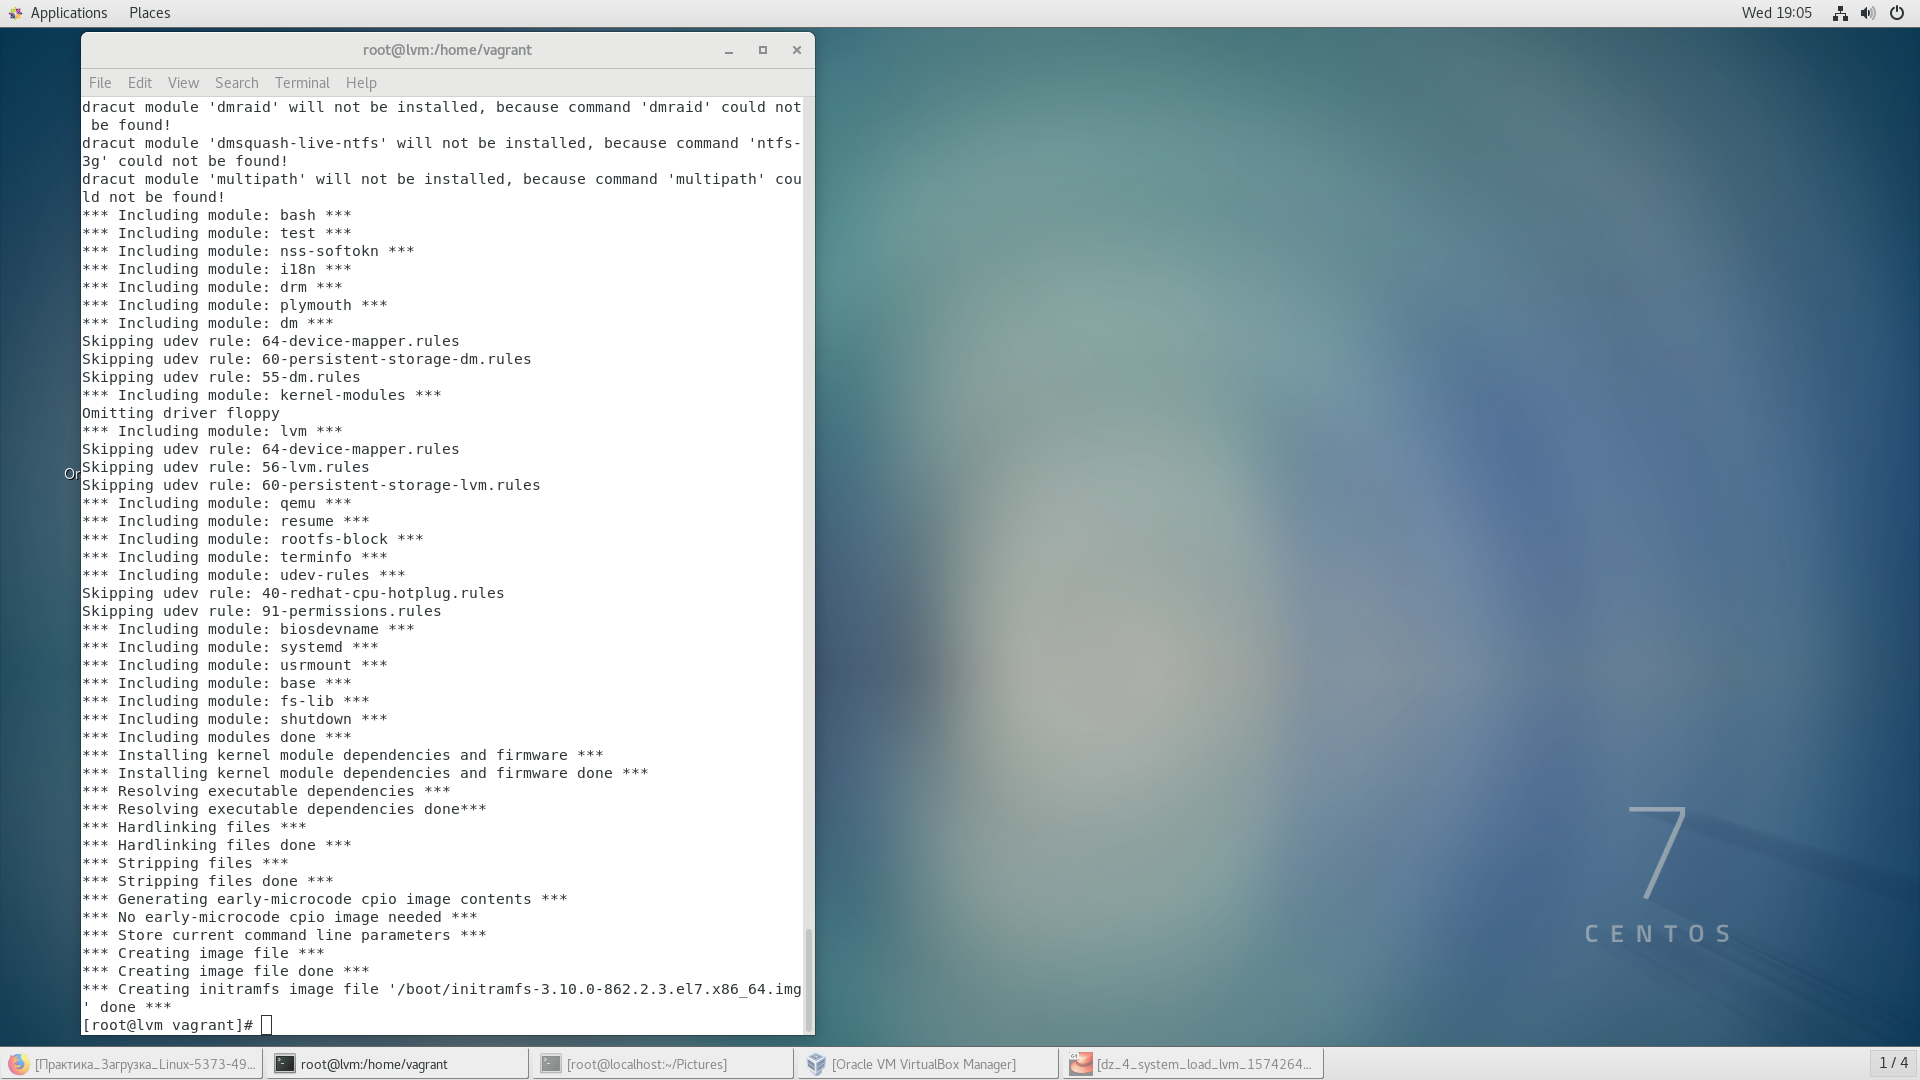 Applications Places Wed 19:05
root@lvm:/home/vagrant
File Edit View Search Terminal Help
dracut module 'dmraid' will not be installed, because command 'dmraid' could not
 be found!
dracut module 'dmsquash-live-ntfs' will not be installed, because command 'ntfs-
3g' could not be found!
dracut module 'multipath' will not be installed, because command 'multipath' cou
ld not be found!
*** Including module: bash ***
*** Including module: test ***
*** Including module: nss-softokn ***
*** Including module: i18n ***
*** Including module: drm ***
*** Including module: plymouth ***
*** Including module: dm ***
Skipping udev rule: 64-device-mapper.rules
Skipping udev rule: 60-persistent-storage-dm.rules
Skipping udev rule: 55-dm.rules
*** Including module: kernel-modules ***
Omitting driver floppy
*** Including module: lvm ***
Skipping udev rule: 64-device-mapper.rules
Skipping udev rule: 56-lvm.rules
Or
Skipping udev rule: 60-persistent-storage-lvm.rules
*** Including module: qemu ***
*** Including module: resume ***
*** Including module: rootfs-block ***
*** Including module: terminfo ***
*** Including module: udev-rules ***
Skipping udev rule: 40-redhat-cpu-hotplug.rules
Skipping udev rule: 91-permissions.rules
*** Including module: biosdevname ***
*** Including module: systemd ***
*** Including module: usrmount ***
*** Including module: base ***
*** Including module: fs-lib ***
*** Including module: shutdown ***
*** Including modules done ***
*** Installing kernel module dependencies and firmware ***
*** Installing kernel module dependencies and firmware done ***
*** Resolving executable dependencies ***
*** Resolving executable dependencies done***
*** Hardlinking files ***
*** Hardlinking files done ***
*** Stripping files ***
*** Stripping files done ***
*** Generating early-microcode cpio image contents ***
*** No early-microcode cpio image needed ***
*** Store current command line parameters ***
*** Creating image file ***
*** Creating image file done ***
*** Creating initramfs image file '/boot/initramfs-3.10.0-862.2.3.el7.x86_64.img
' done ***
[root@lvm vagrant]#
7
CENTOS
[Практика_Загрузка_Linux-5373-49... root@lvm:/home/vagrant [root@localhost:~/Pictures] [Oracle VM VirtualBox Manager] [dz_4_system_load_lvm_1574264... 1 / 4